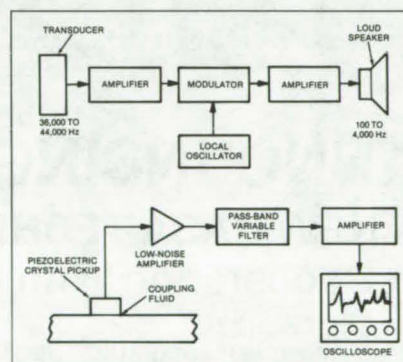 TRANSDUCER
LOUD
SPEAKER
AMPLIFIER
MODULATOR
AMPLIFIER
36,000 TO
44,000 Hz
100 TO
4,000 Hz
LOCAL
OSCILLATOR
PASS-BAND
VARIABLE
FILTER
AMPLIFIER
LOW-NOISE
AMPLIFIER
PIEZOELECTRIC
CRYSTAL PICKUP
COUPLING
FLUID
OSCILLOSCOPE